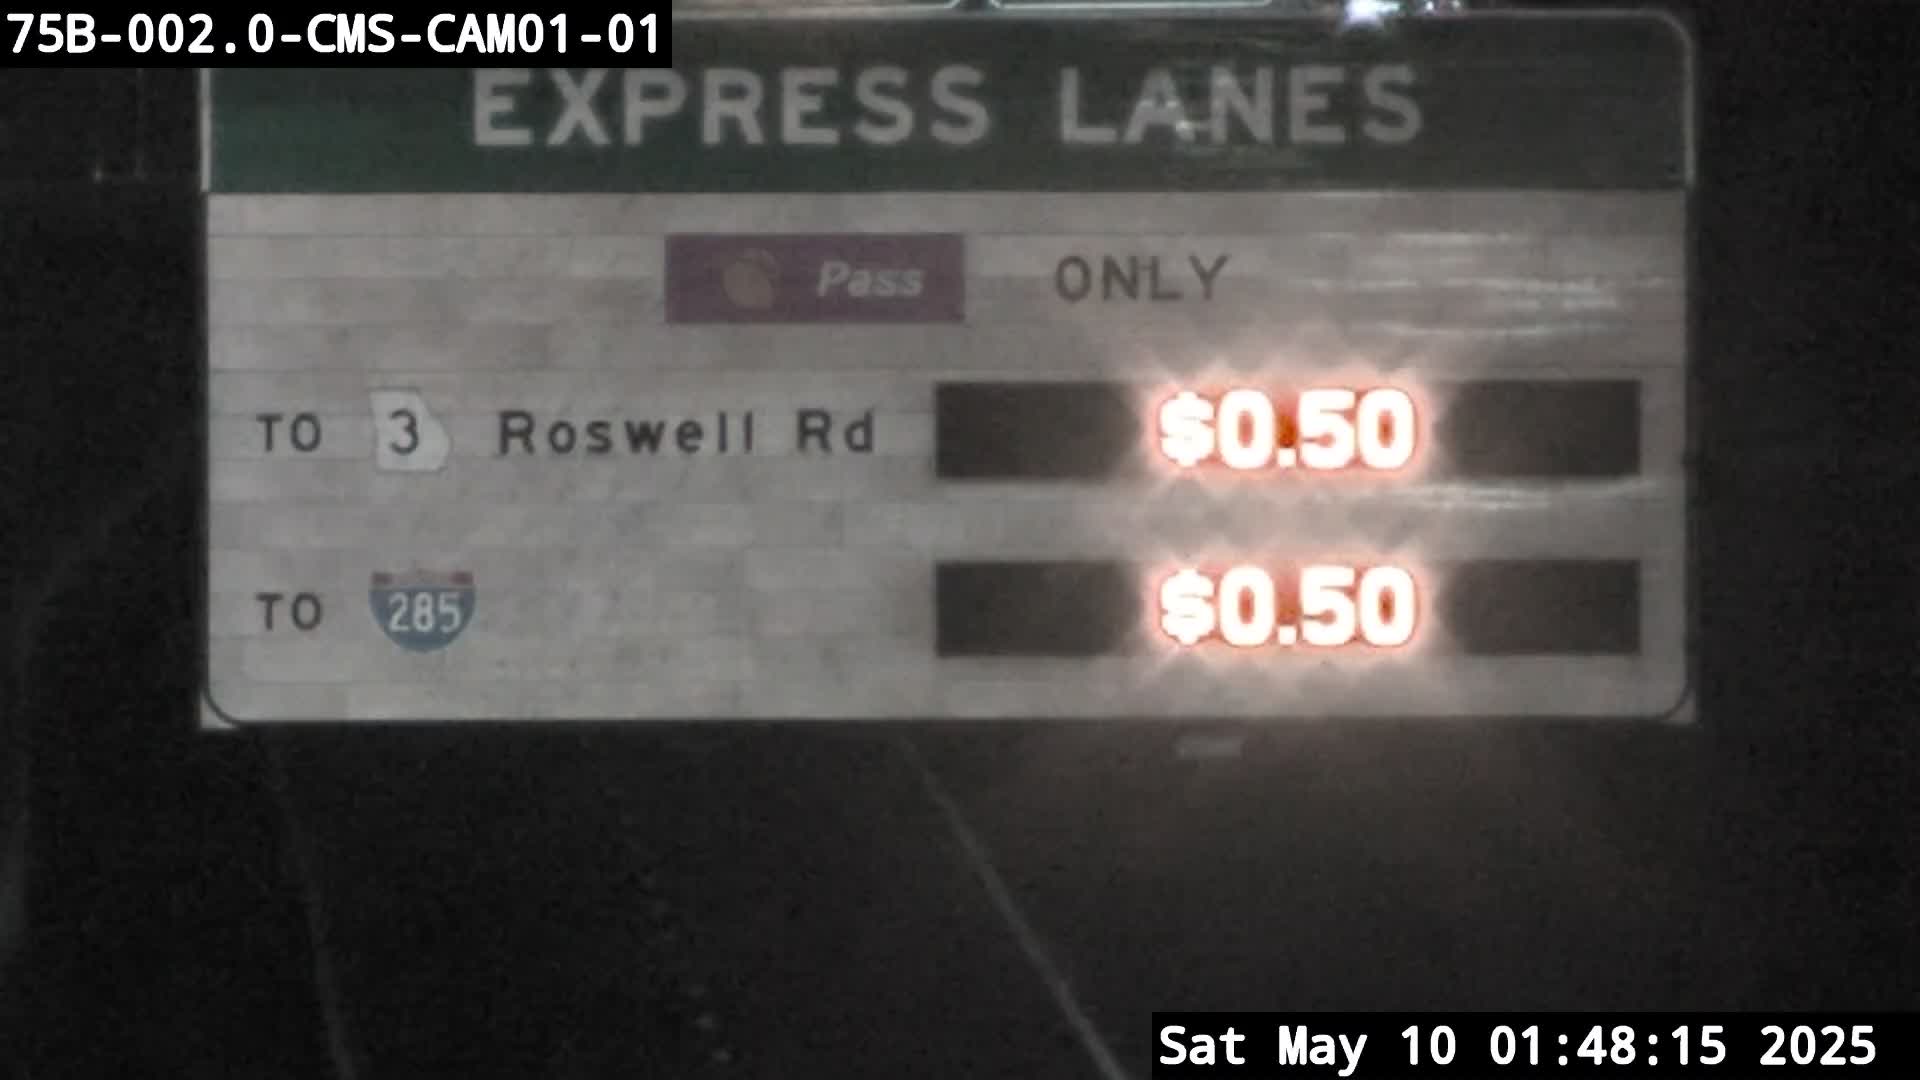 75B-002.0-CMS-CAM01-01
EXPRESS LANES
Pass ONLY
TO 3 Roswell Rd $0.50
TO 285 $0.50
Sat May 10 01:48:15 2025